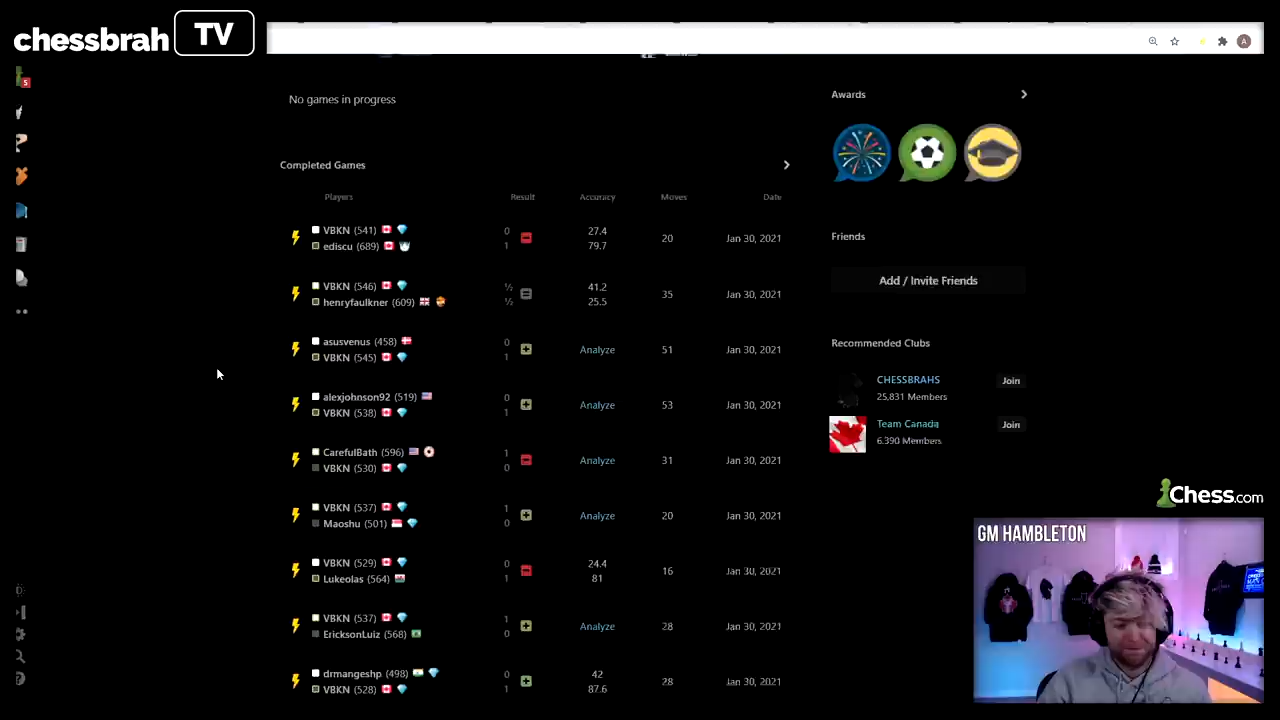 chessbrah TV
No games in progress
Awards
Completed Games
Players Result Accuracy Moves Date
VBKN (541) 0 27.4
ediscu (689) 1 79.7
20 Jan 30, 2021
VBKN (546) ½ 41.2
henryfaulkner (609) ½ 25.5
35 Jan 30, 2021
asusvenus (458) 0
VBKN (545) 1
Analyze 51 Jan 30, 2021
alexjohnson92 (519) 0
VBKN (538) 1
Analyze 53 Jan 30, 2021
CarefulBath (596) 1
VBKN (530) 0
Analyze 31 Jan 30, 2021
VBKN (537) 1
Maoshu (501) 0
Analyze 20 Jan 30, 2021
VBKN (529) 0 24.4
Lukeolas (564) 1 81
16 Jan 30, 2021
VBKN (537) 1
EricksonLuiz (568) 0
Analyze 28 Jan 30, 2021
drmangeshp (498) 0 42
VBKN (528) 1 87.6
28 Jan 30, 2021
Friends
Add / Invite Friends
Recommended Clubs
CHESSBRAHS Join
25,831 Members
Team Canada Join
6,390 Members
Chess.com
GM HAMBLETON
A
5